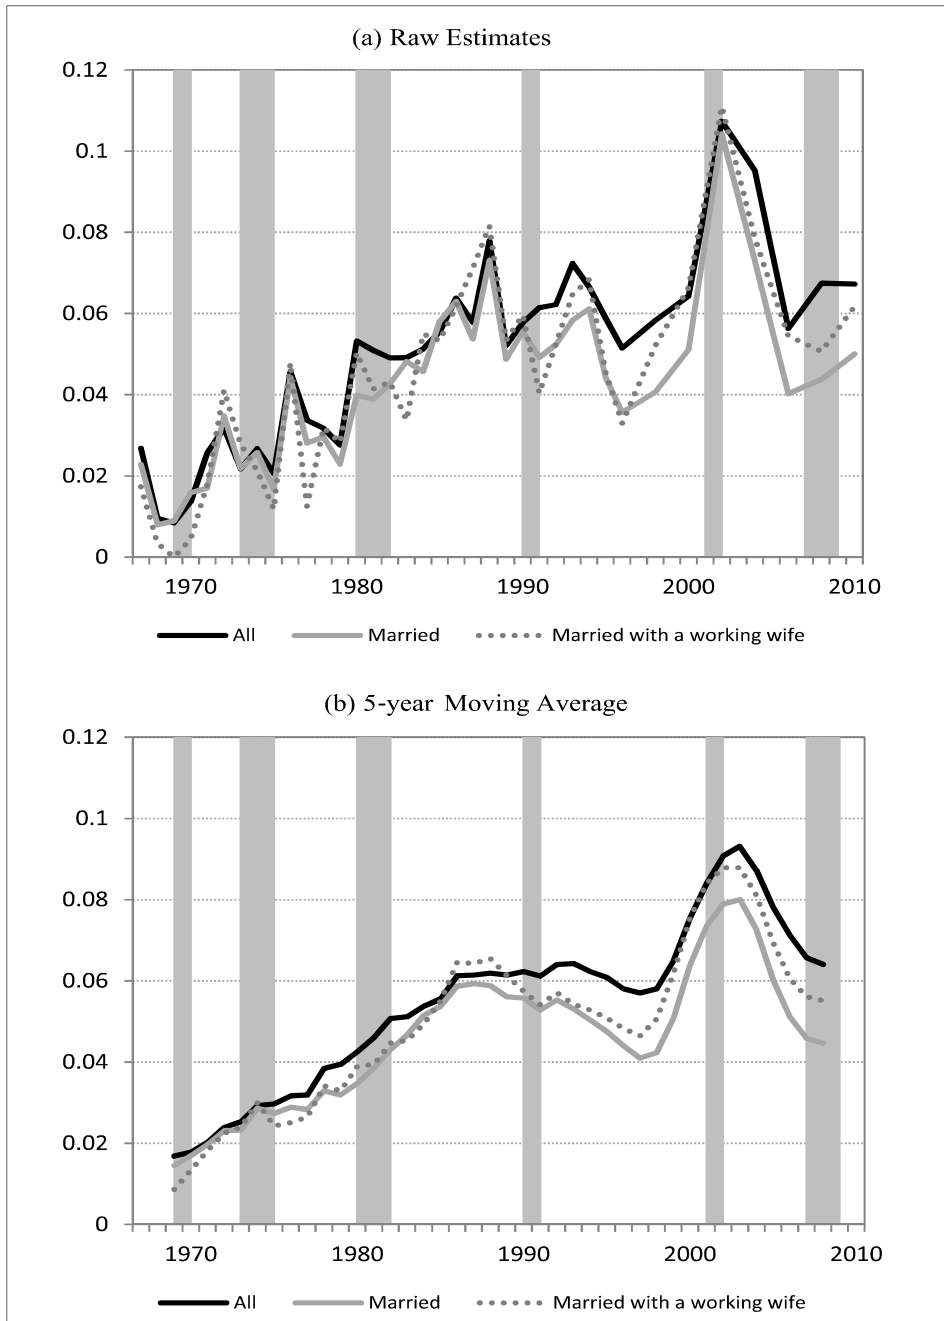 (a) Raw Estimates
0.12
0.1
0.08
0.06
0.04
0.02
0
1970 1980 1990 2000 2010
All Married Married with a working wife
(b) 5-year Moving Average
0.12
0.1
0.08
0.06
0.04
0.02
0
1970 1980 1990 2000 2010
All Married Married with a working wife